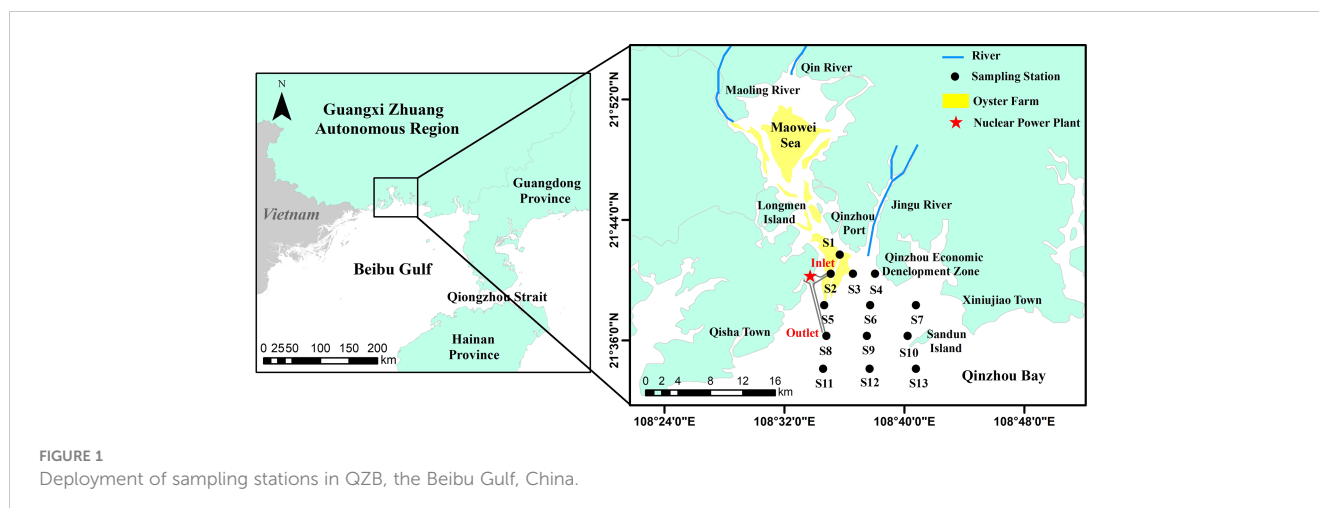 N
Guangxi Zhuang
Autonomous Region
Vietnam
Guangdong
Province
Beibu Gulf
Qiongzhou Strait
Hainan
Province
0 25 50 100 150 200
km
River
Sampling Station
Oyster Farm
Nuclear Power Plant
Qin River
Maoling River
Maowei
Sea
Longmen
Island
Qinzhou
Port
Jingu River
S1
Inlet
Qinzhou Economic
Development Zone
S2
S3
S4
Xiniujiao Town
S5
S6
S7
Qisha Town
Outlet
Sandun
Island
S8
S9
S10
S11
S12
S13
Qinzhou Bay
0 2 4 8 12 16
km
21°52'0"N
21°44'0"N
21°36'0"N
108°24'0"E
108°32'0"E
108°40'0"E
108°48'0"E
FIGURE 1
Deployment of sampling stations in QZB, the Beibu Gulf, China.